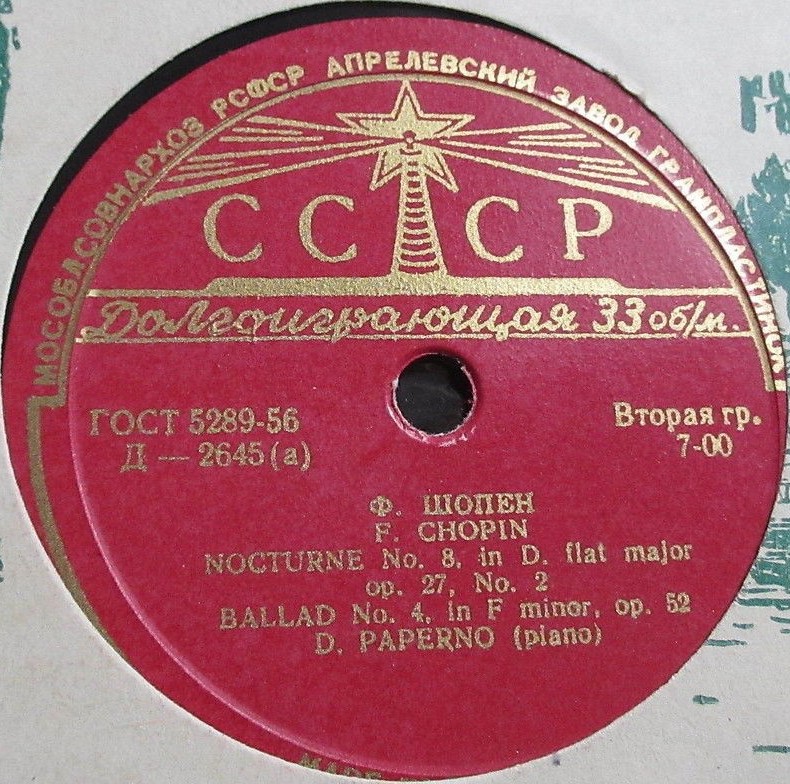 МОСОБЛСОВНАРХОЗ РСФСР АПРЕЛЕВСКИЙ ЗАВОД ГРАМПЛАСТИНОК
СССР
Долгоиграющая 33 об/м.
ГОСТ 5289-56
Д — 2645 (а)
Вторая гр.
7-00
Ф. ШОПЕН
F. CHOPIN
NOCTURNE No. 8, in D. flat major
op. 27, No. 2
BALLAD No. 4, in F minor, op. 52
D. PAPERNO (piano)
MADE